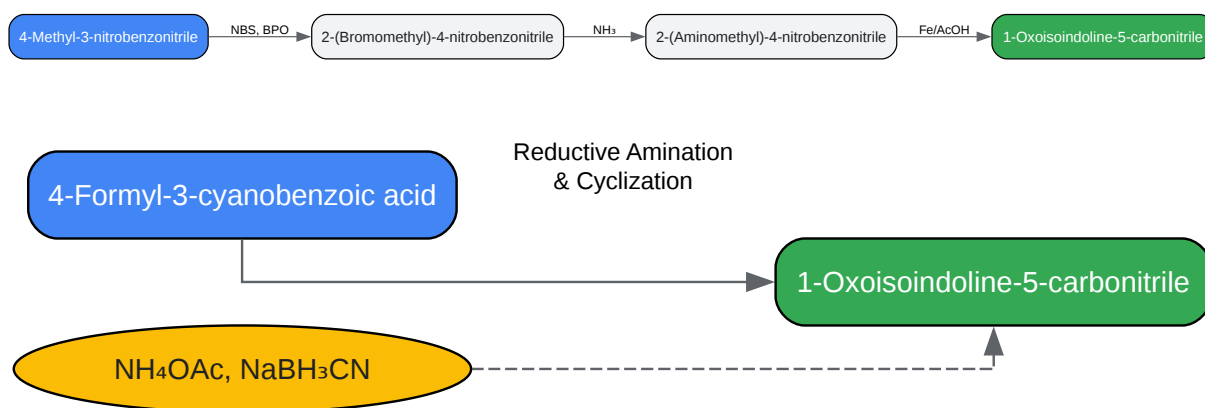 4-Methyl-3-nitrobenzonitrile
NBS, BPO
2-(Bromomethyl)-4-nitrobenzonitrile
NH₃
2-(Aminomethyl)-4-nitrobenzonitrile
Fe/AcOH
1-Oxoisoindoline-5-carbonitrile
Reductive Amination
& Cyclization
4-Formyl-3-cyanobenzoic acid
1-Oxoisoindoline-5-carbonitrile
NH₄OAc, NaBH₃CN